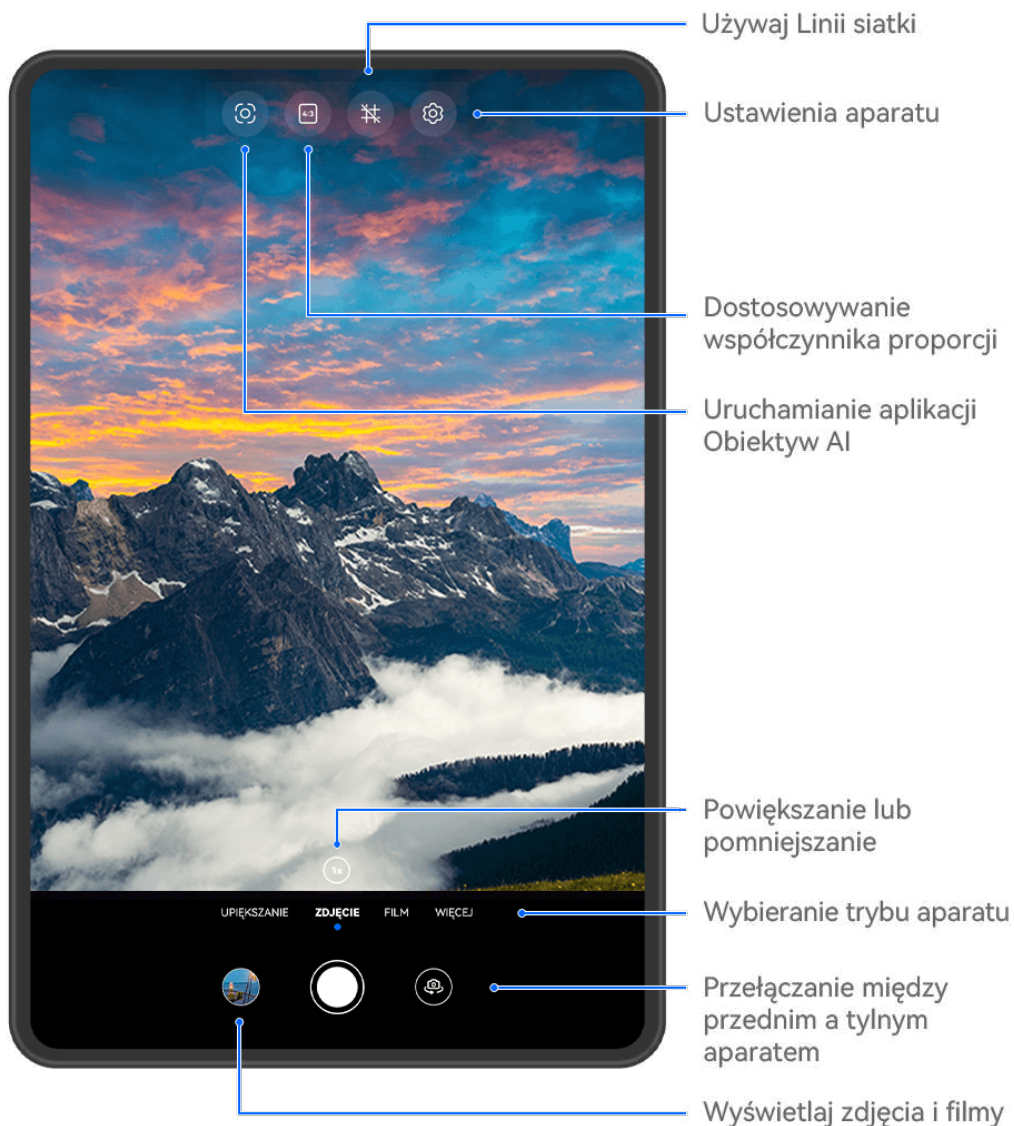 Używaj Linii siatki
Ustawienia aparatu
4:3
Dostosowywanie
współczynnika proporcji
Uruchamianie aplikacji
Obiektyw AI
Powiększanie lub
pomniejszanie
1x
UPIĘKSZANIE ZDJĘCIE FILM WIĘCEJ
Wybieranie trybu aparatu
Przełączanie między
przednim a tylnym
aparatem
Wyświetlaj zdjęcia i filmy